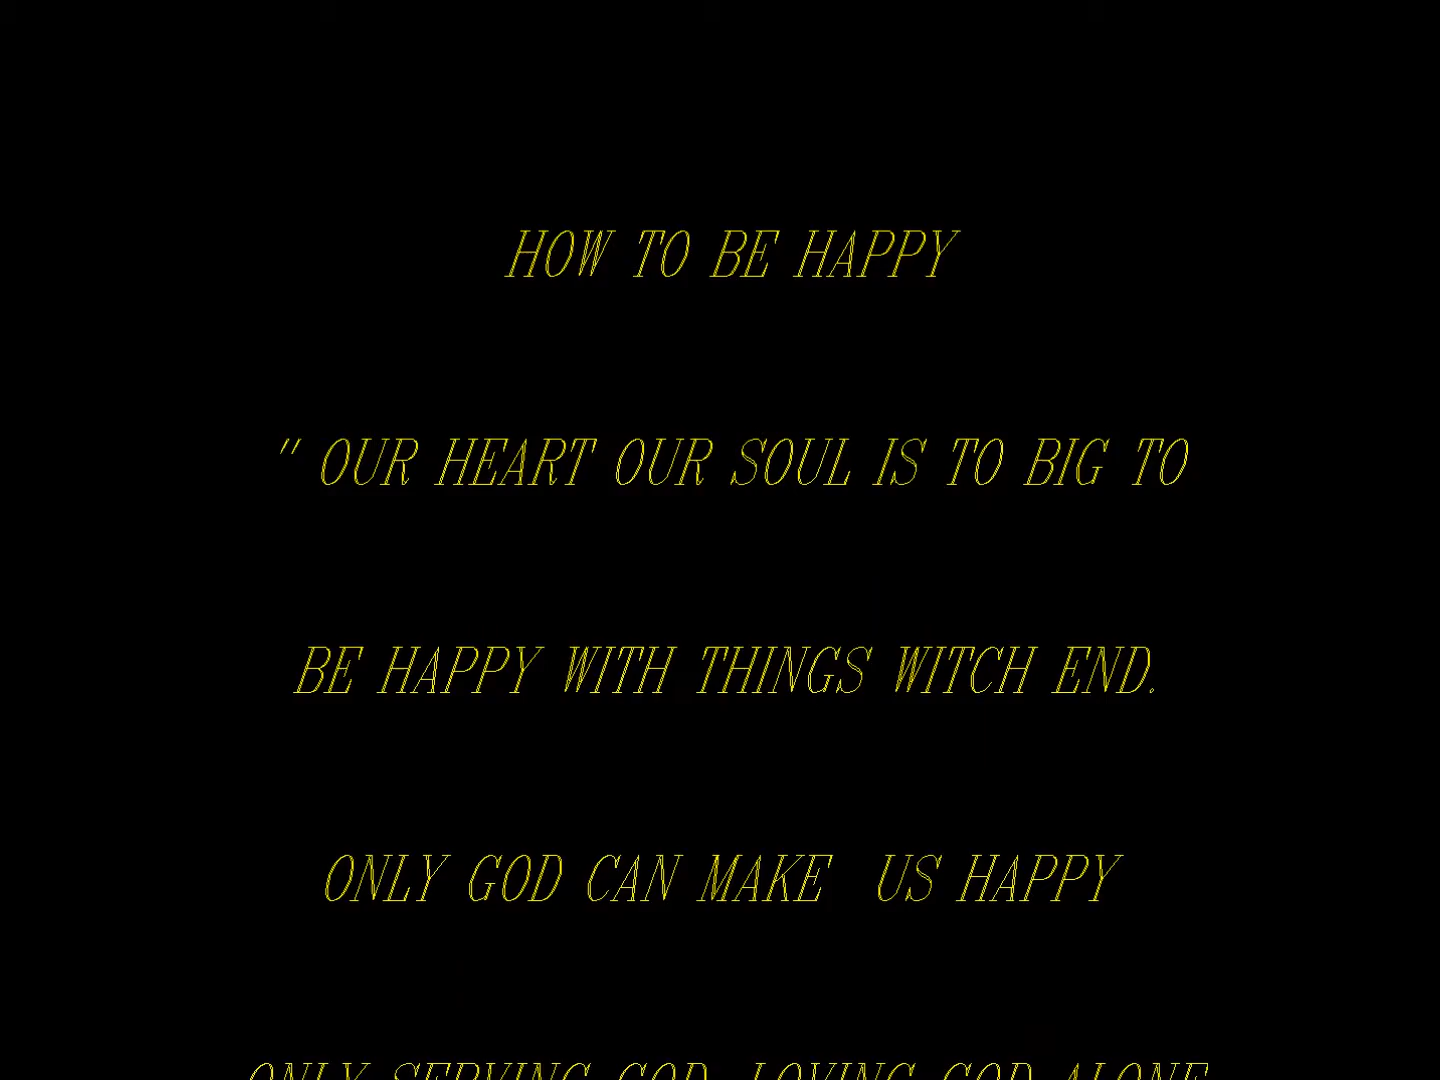 HOW TO BE HAPPY
" OUR HEART OUR SOUL IS TO BIG TO
BE HAPPY WITH THINGS WITCH END.
ONLY GOD CAN MAKE  US HAPPY
ONLY SERVING GOD, LOVING GOD ALONE